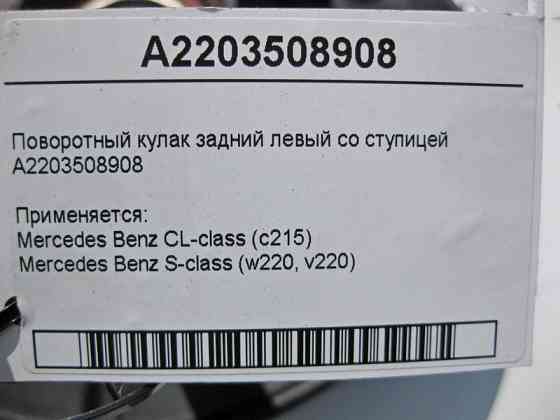 A2203508908
Поворотный кулак задний левый со ступицей
A2203508908
Применяется:
Mercedes Benz CL-class (c215)
Mercedes Benz S-class (w220, v220)